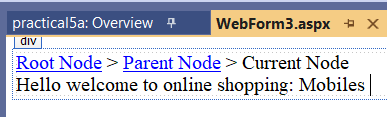 practical5a: Overview WebForm3.aspx
div
Root Node > Parent Node > Current Node
Hello welcome to online shopping: Mobiles